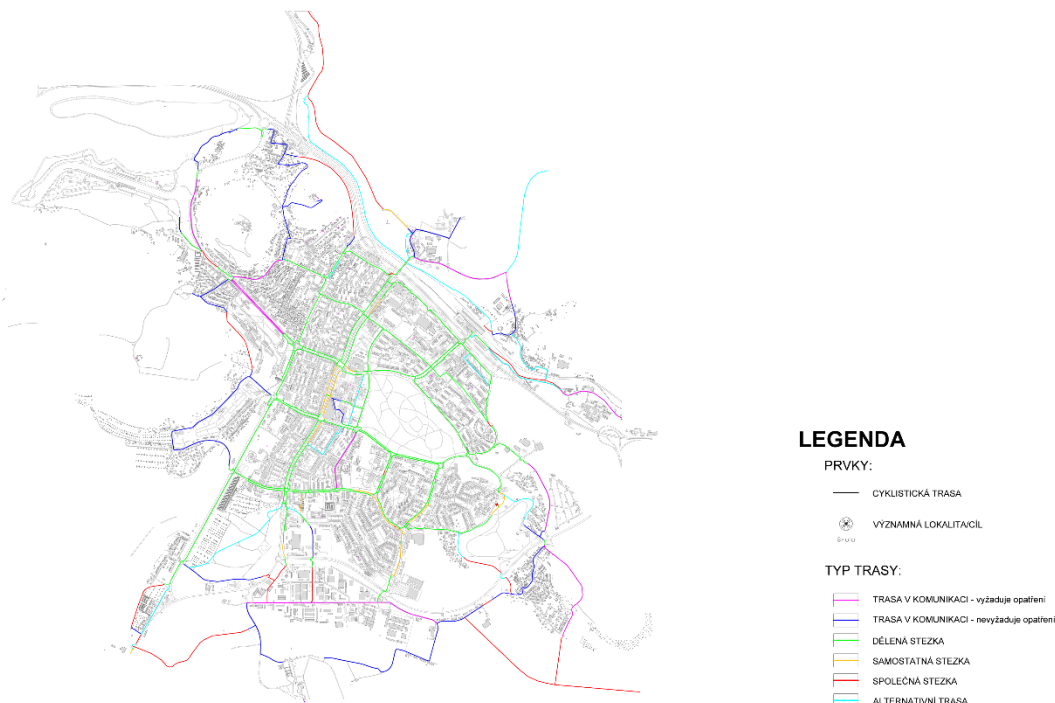 LEGENDA
PRVKY:
CYKLISTICKÁ TRASA
VÝZNAMNÁ LOKALITA/CÍL
TYP TRASY:
TRASA V KOMUNIKACI - vyžaduje opatření
TRASA V KOMUNIKACI - nevyžaduje opatření
DĚLENÁ STEZKA
SAMOSTATNÁ STEZKA
SPOLEČNÁ STEZKA
ALTERNATIVNÍ TRASA